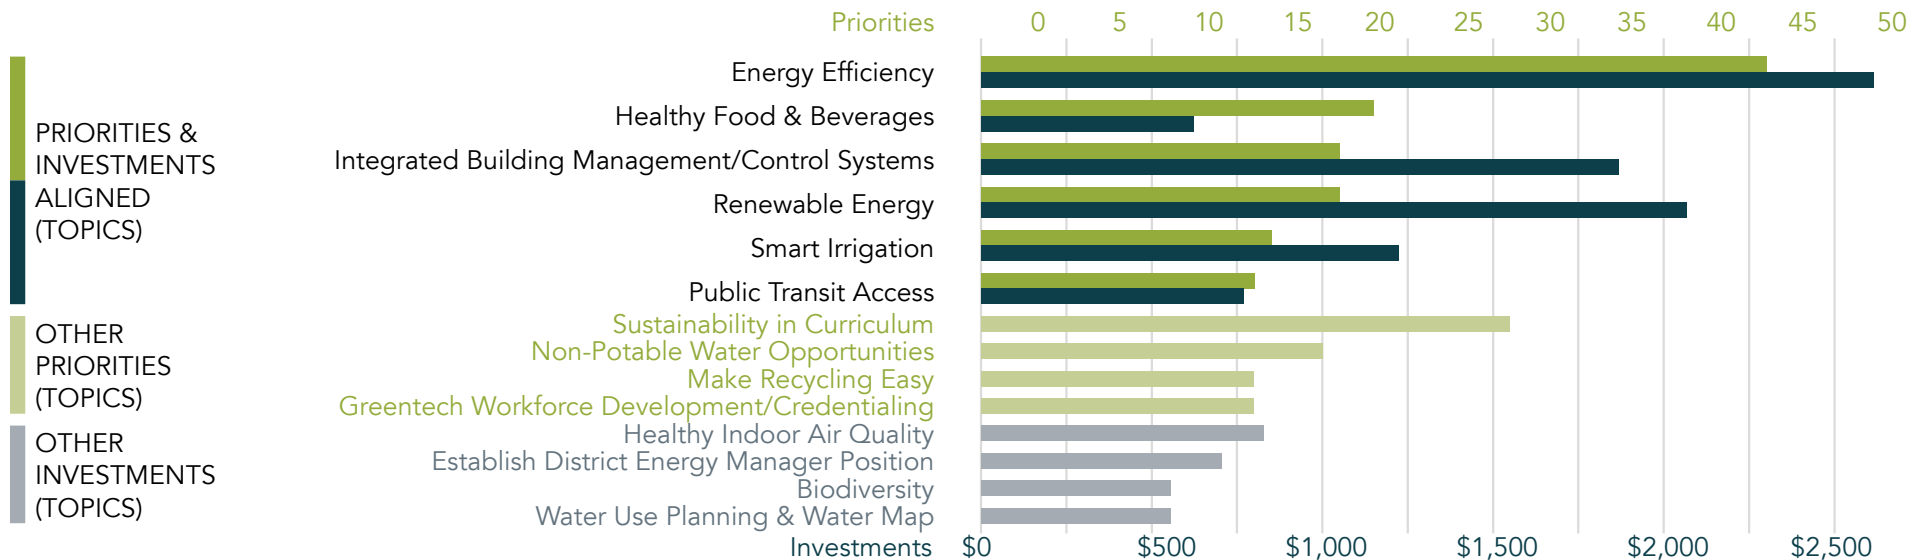 Priorities 0 5 10 15 20 25 30 35 40 45 50
PRIORITIES &
INVESTMENTS
ALIGNED
(TOPICS)
Energy Efficiency
Healthy Food & Beverages
Integrated Building Management/Control Systems
Renewable Energy
Smart Irrigation
Public Transit Access
OTHER
PRIORITIES
(TOPICS)
Sustainability in Curriculum
Non-Potable Water Opportunities
Make Recycling Easy
Greentech Workforce Development/Credentialing
OTHER
INVESTMENTS
(TOPICS)
Healthy Indoor Air Quality
Establish District Energy Manager Position
Biodiversity
Water Use Planning & Water Map
Investments $0 $500 $1,000 $1,500 $2,000 $2,500